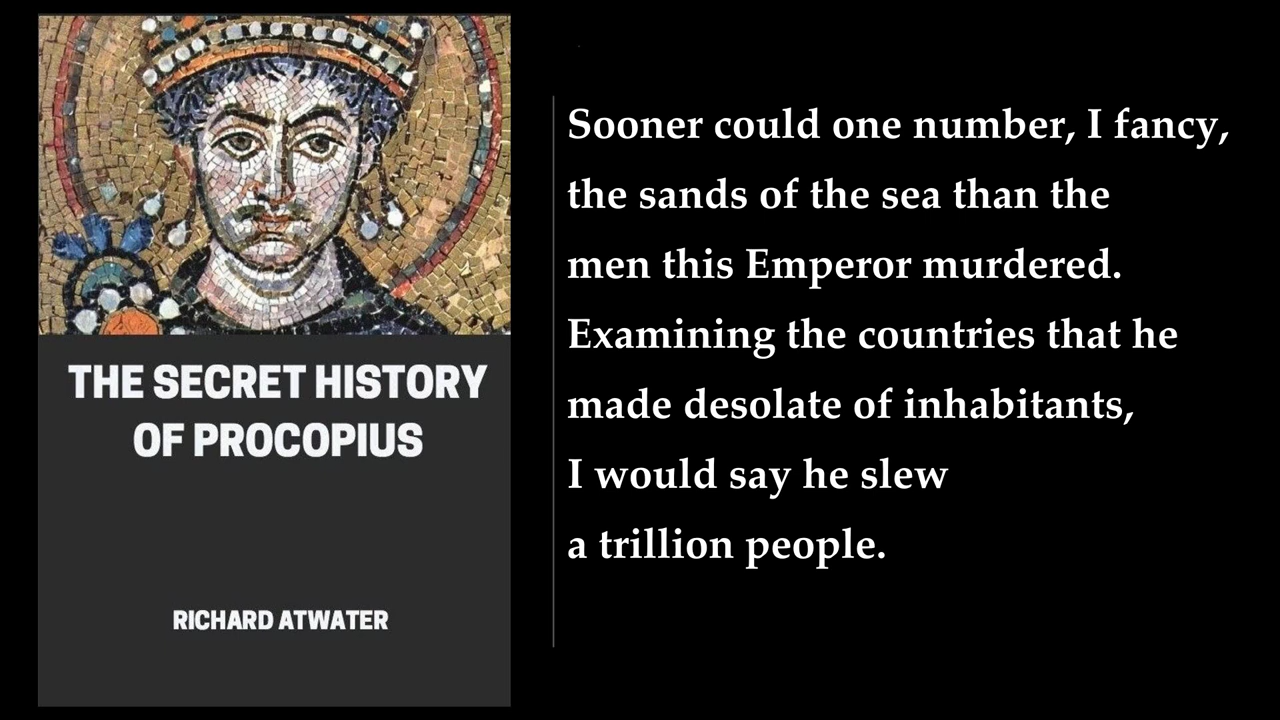 THE SECRET HISTORY
OF PROCOPIUS
RICHARD ATWATER
Sooner could one number, I fancy,
the sands of the sea than the
men this Emperor murdered.
Examining the countries that he
made desolate of inhabitants,
I would say he slew
a trillion people.